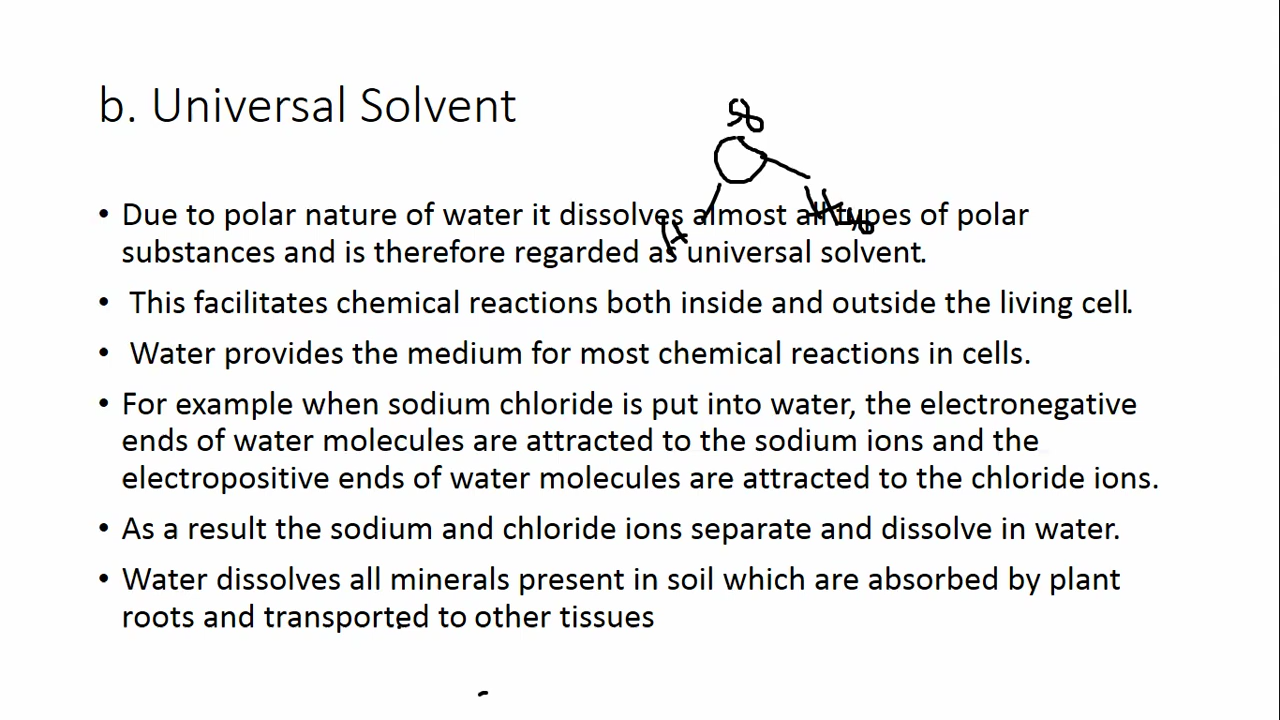 b. Universal Solvent
• Due to polar nature of water it dissolves almost all types of polar
substances and is therefore regarded as universal solvent.
• This facilitates chemical reactions both inside and outside the living cell.
• Water provides the medium for most chemical reactions in cells.
• For example when sodium chloride is put into water, the electronegative
ends of water molecules are attracted to the sodium ions and the
electropositive ends of water molecules are attracted to the chloride ions.
• As a result the sodium and chloride ions separate and dissolve in water.
• Water dissolves all minerals present in soil which are absorbed by plant
roots and transported to other tissues